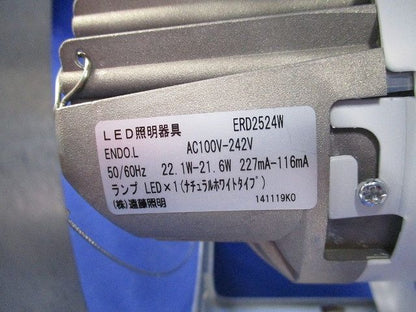 LED照明器具 ERD2524W
ENDO.L AC100V-242V
50/60Hz 22.1W-21.6W 227mA-116mA
ランプ LED×1(ナチュラルホワイトタイプ)
(株)遠藤照明 141119K0